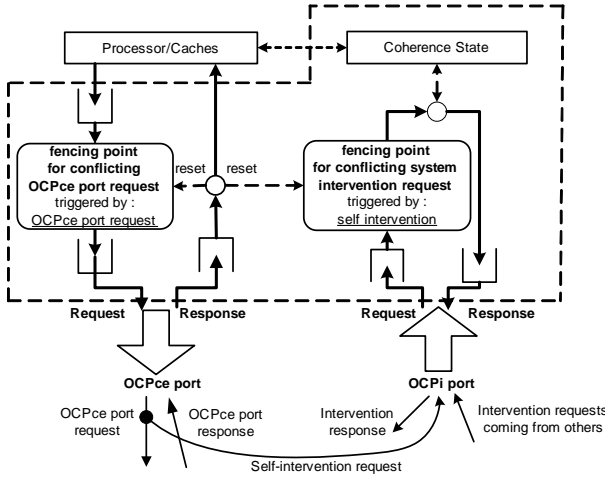 Processor/Caches
Coherence State
fencing point
for conflicting
OCPce port request
triggered by :
OCPce port request
reset
reset
fencing point
for conflicting system
intervention request
triggered by :
self intervention
Request
Response
Request
Response
OCPce port
OCPi port
OCPce port
request
OCPce port
response
Intervention
response
Intervention requests
coming from others
Self-intervention request